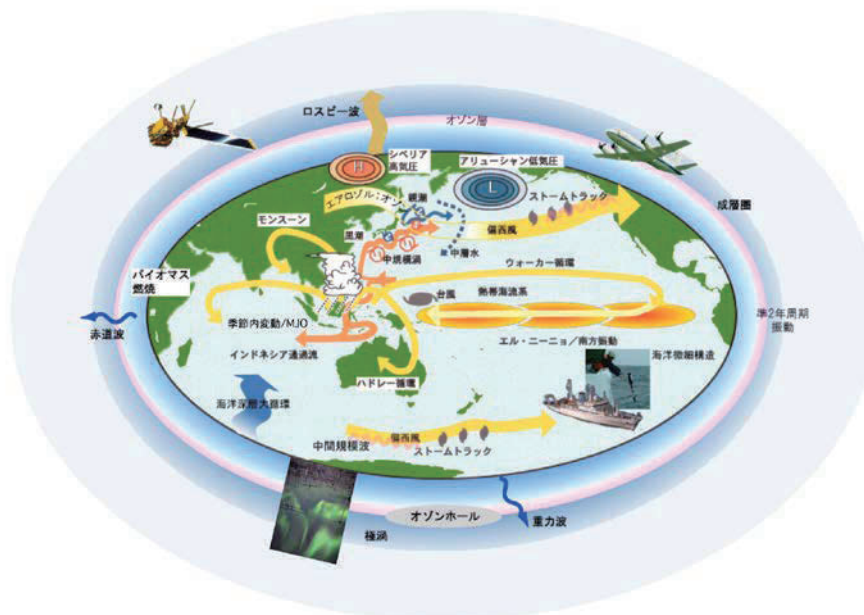 ロスビー波
オゾン層
シベリア
高気圧
H
アリューシャン低気圧
L
ストームトラック
成層圏
エアロゾル;オゾン
親潮
モンスーン
黒潮
偏西風
中規模渦
中層水
バイオマス
燃焼
ウォーカー循環
台風
熱帯海流系
赤道波
季節内変動/MJO
準2年周期
振動
エル・ニーニョ/南方振動
インドネシア通過流
海洋微細構造
ハドレー循環
海洋深層大循環
偏西風
中間規模波
ストームトラック
オゾンホール
重力波
極渦